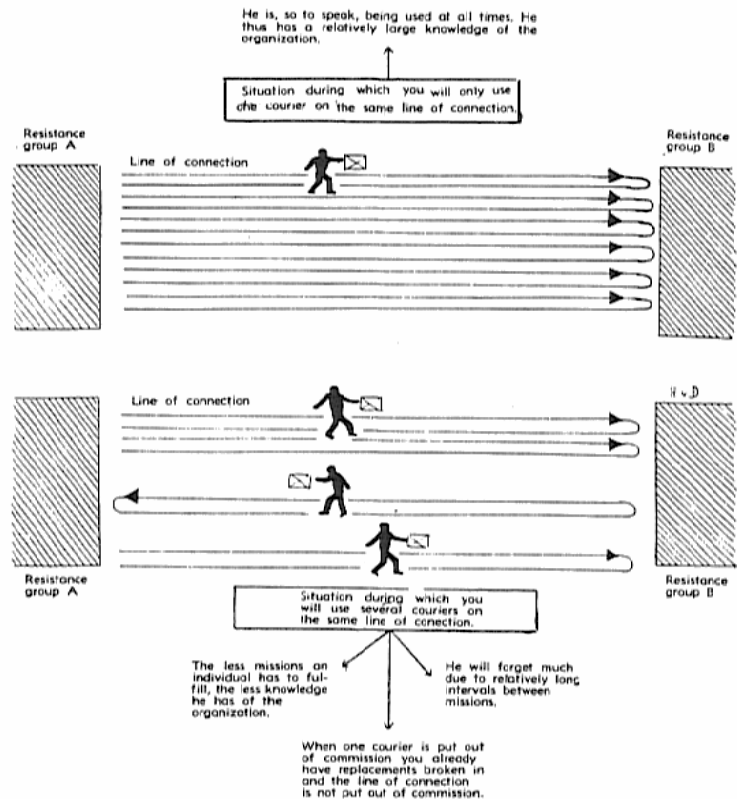 He is, so to speak, being used at all times. He
thus has a relatively large knowledge of the
organization.
Situation during which you will only use
one courier on the same line of connection.
Resistance
group A
Resistance
group B
Line of connection
Line of connection
Resistance
group A
Resistance
group B
Situation during which you
will use several couriers on
the same line of conection.
The less missions an
individual has to ful-
fill, the less knowledge
he has of the
organization.
He will forget much
due to relatively long
intervals between
missions.
When one courier is put out
of commission you already
have replacements broken in
and the line of connection
is not put out of commission.